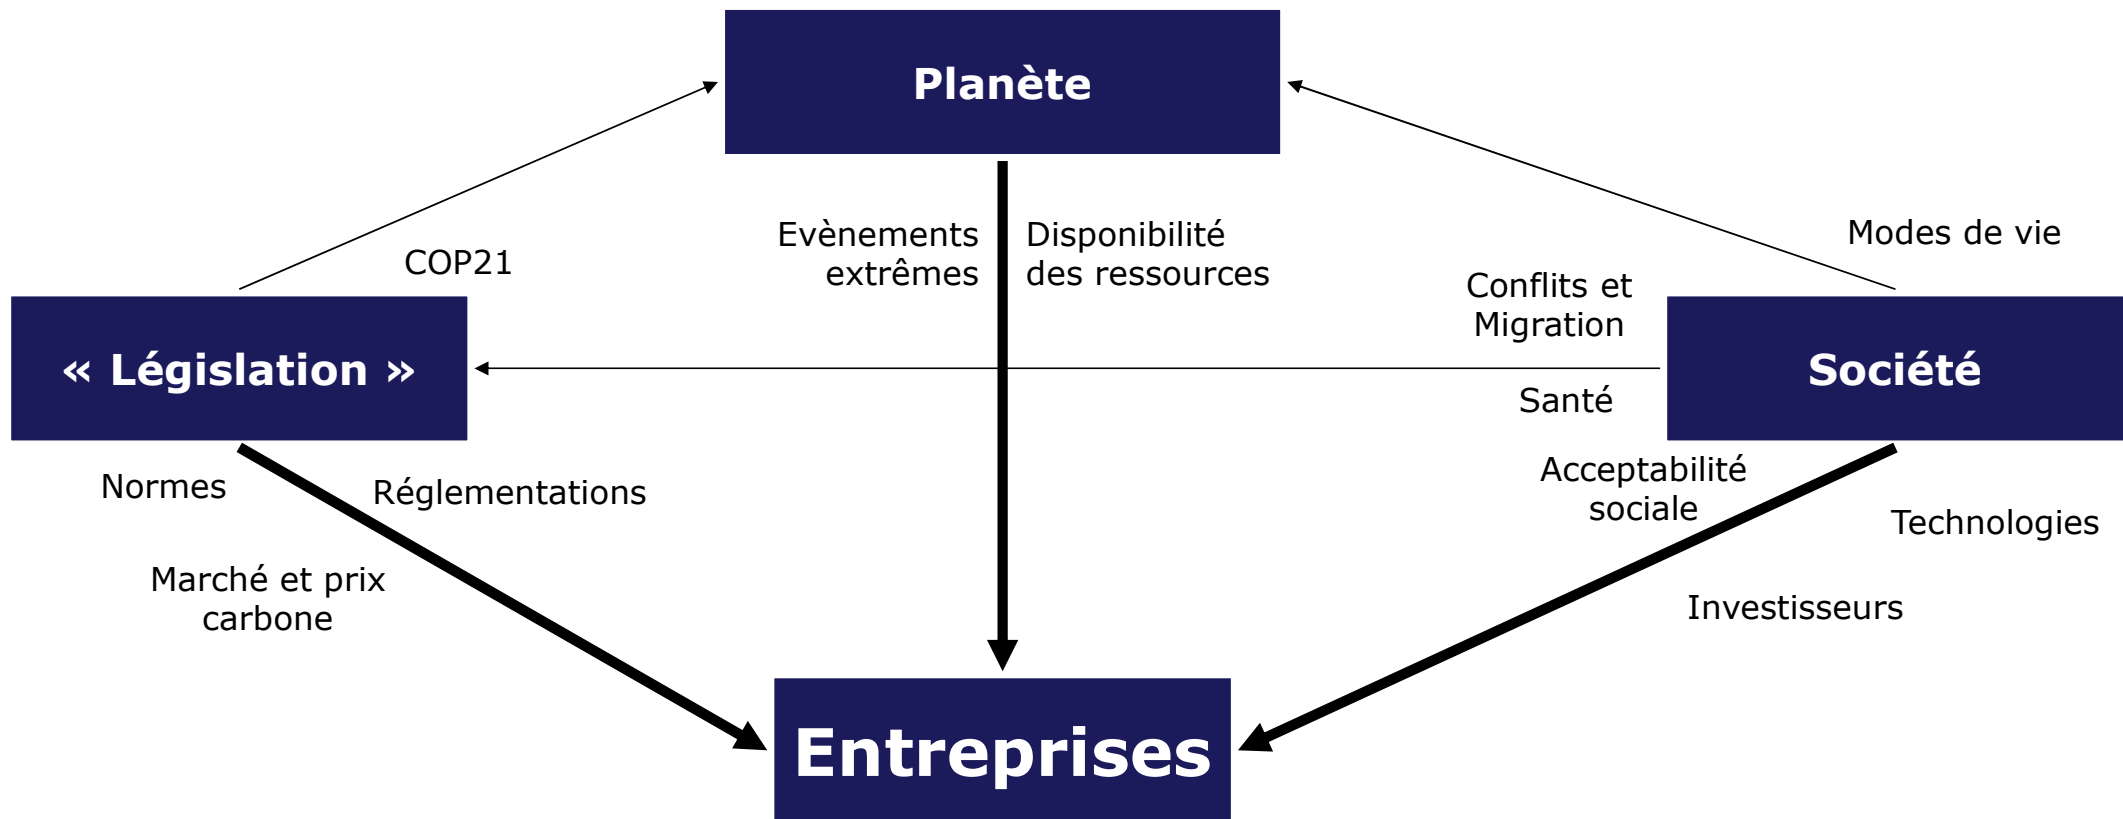 Planète
Evènements
extrêmes
Disponibilité
des ressources
COP21
Modes de vie
Conflits et
Migration
« Législation »
Société
Santé
Normes
Réglementations
Acceptabilité
sociale
Technologies
Marché et prix
carbone
Investisseurs
Entreprises